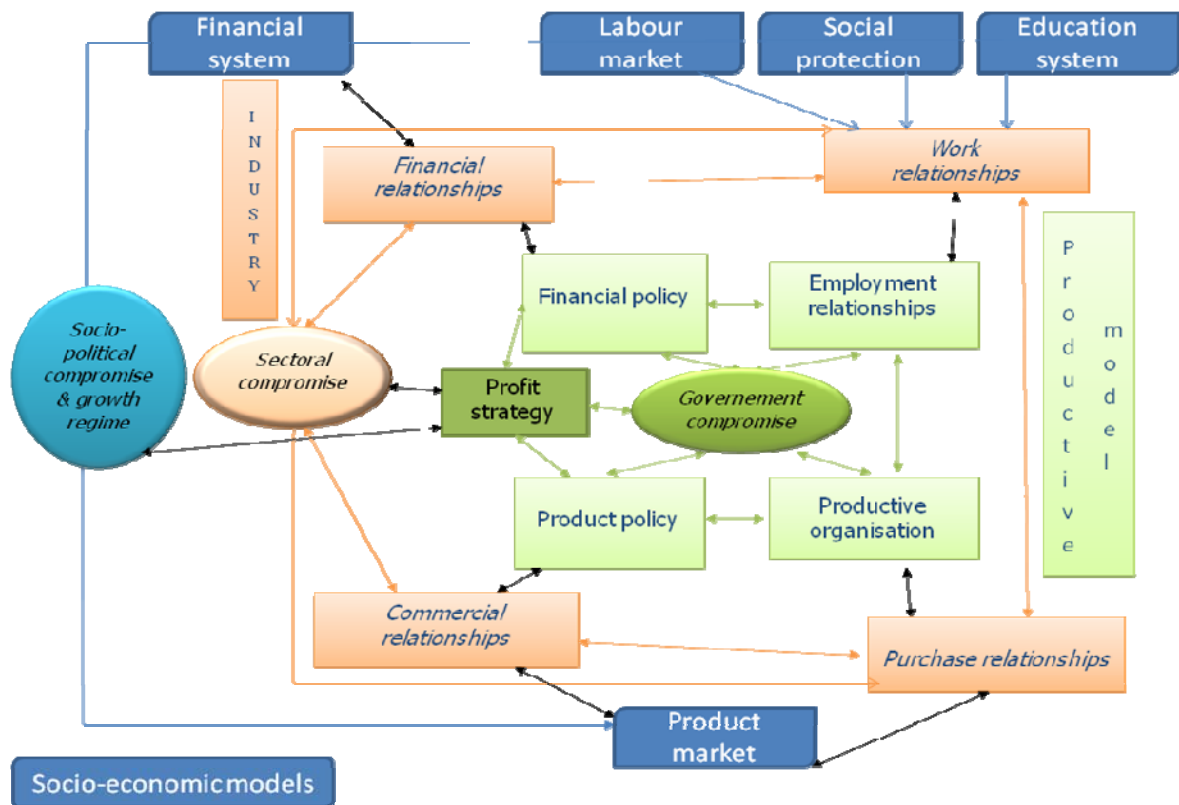 Financial
system
Labour
market
Social
protection
Education
system
I
N
D
U
S
T
R
Y
Financial
relationships
Work
relationships
P
r
o
d
u
c
t
i
v
e
m
o
d
e
l
Financial policy
Employment
relationships
Socio-
political
compromise
& growth
regime
Sectoral
compromise
Profit
strategy
Governement
compromise
Product policy
Productive
organisation
Commercial
relationships
Purchase relationships
Product
market
Socio-economic models